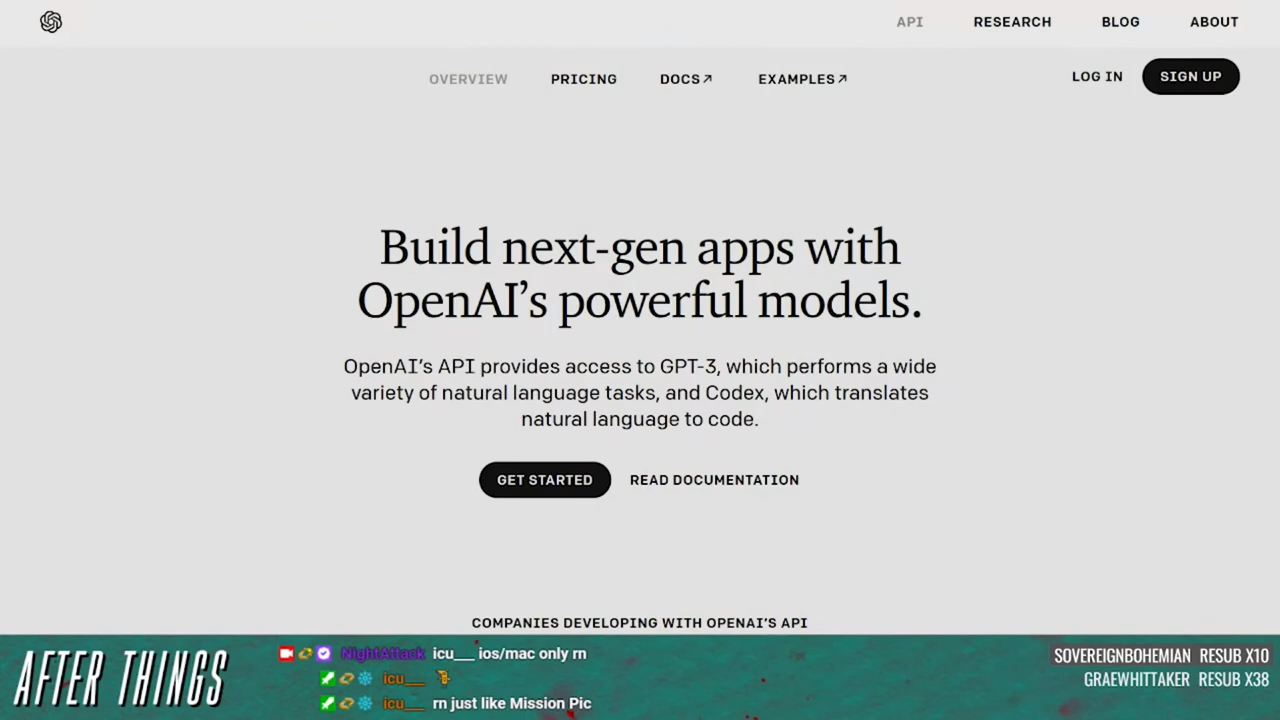 API RESEARCH BLOG ABOUT
OVERVIEW PRICING DOCS↗ EXAMPLES↗ LOG IN SIGN UP
Build next-gen apps with
OpenAI’s powerful models.
OpenAI’s API provides access to GPT-3, which performs a wide
variety of natural language tasks, and Codex, which translates
natural language to code.
GET STARTED READ DOCUMENTATION
COMPANIES DEVELOPING WITH OPENAI’S API
AFTER THINGS
NightAttack icu___ ios/mac only rn
icu___
icu___ rn just like Mission Pic
SOVEREIGNBOHEMIAN RESUB X10
GRAEWHITTAKER RESUB X38